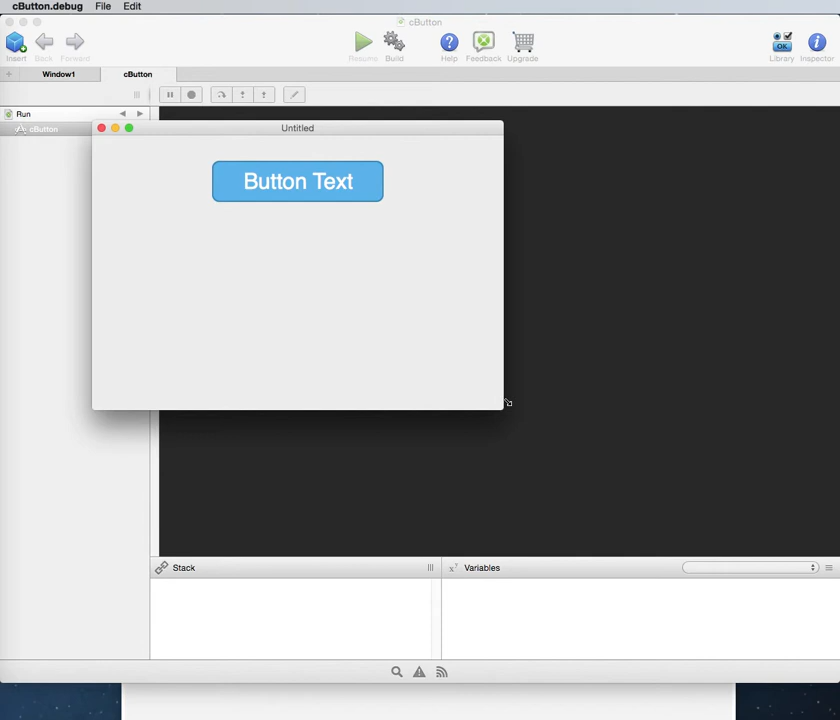 cButton.debug File Edit
cButton
Insert Back Forward Resume Build Help Feedback Upgrade Library Inspector
OK
Window1 cButton
Run
cButton
Untitled
Button Text
Stack
Variables